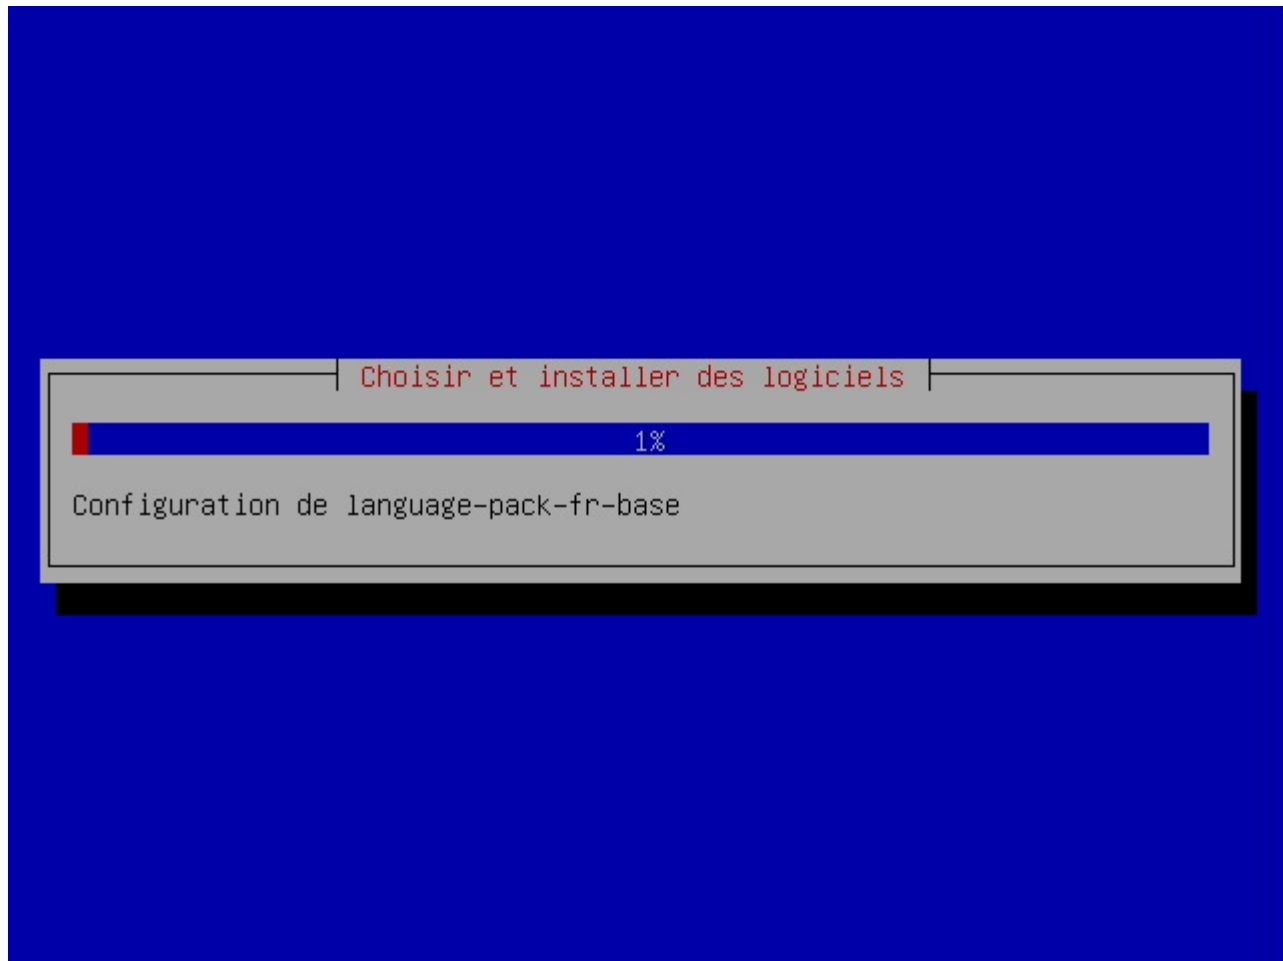 Choisir et installer des logiciels
1%
Configuration de language-pack-fr-base